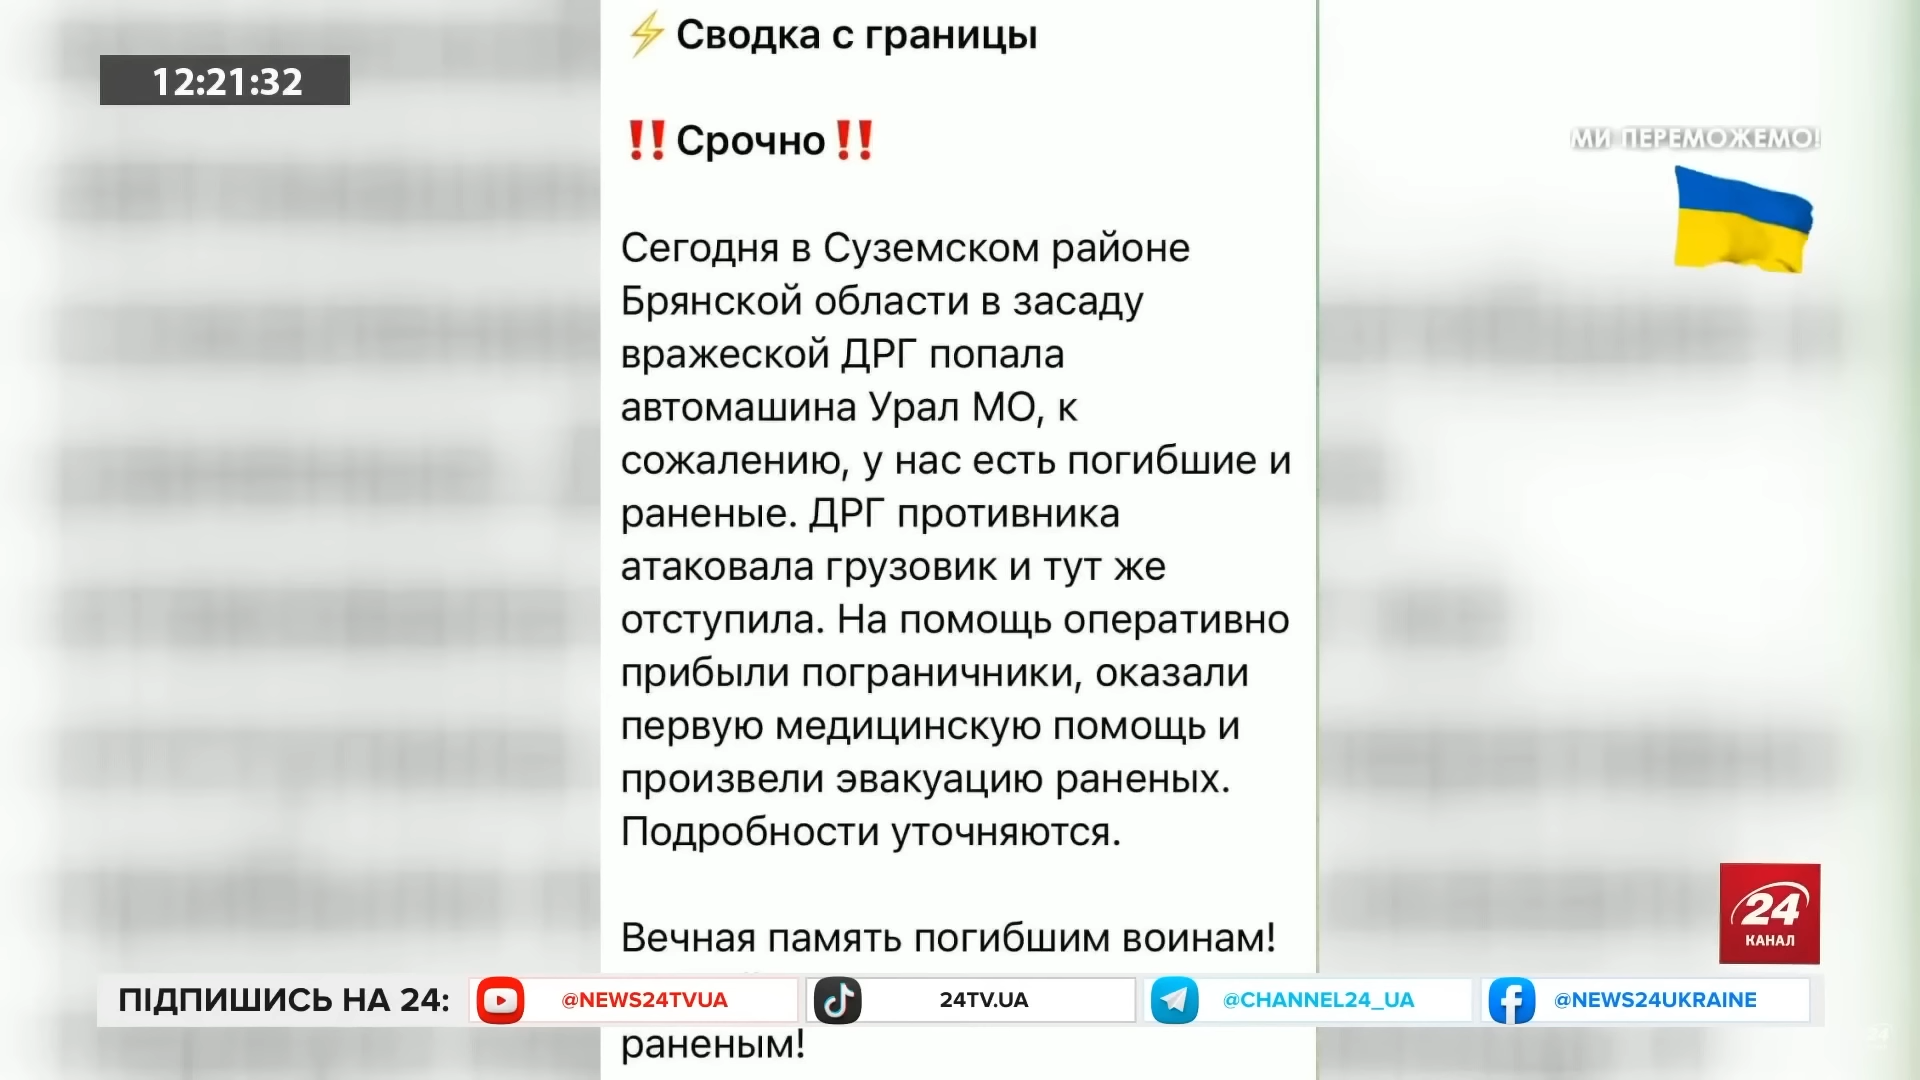 ⚡ Сводка с границы
12:21:32
‼️Срочно‼️
МИ ПЕРЕМОЖЕМО!
Сегодня в Суземском районе
Брянской области в засаду
вражеской ДРГ попала
автомашина Урал МО, к
сожалению, у нас есть погибшие и
раненые. ДРГ противника
атаковала грузовик и тут же
отступила. На помощь оперативно
прибыли пограничники, оказали
первую медицинскую помощь и
произвели эвакуацию раненых.
Подробности уточняются.
Вечная память погибшим воинам!
24
КАНАЛ
ПІДПИШИСЬ НА 24:
@NEWS24TVUA
24TV.UA
@CHANNEL24_UA
@NEWS24UKRAINE
раненым!